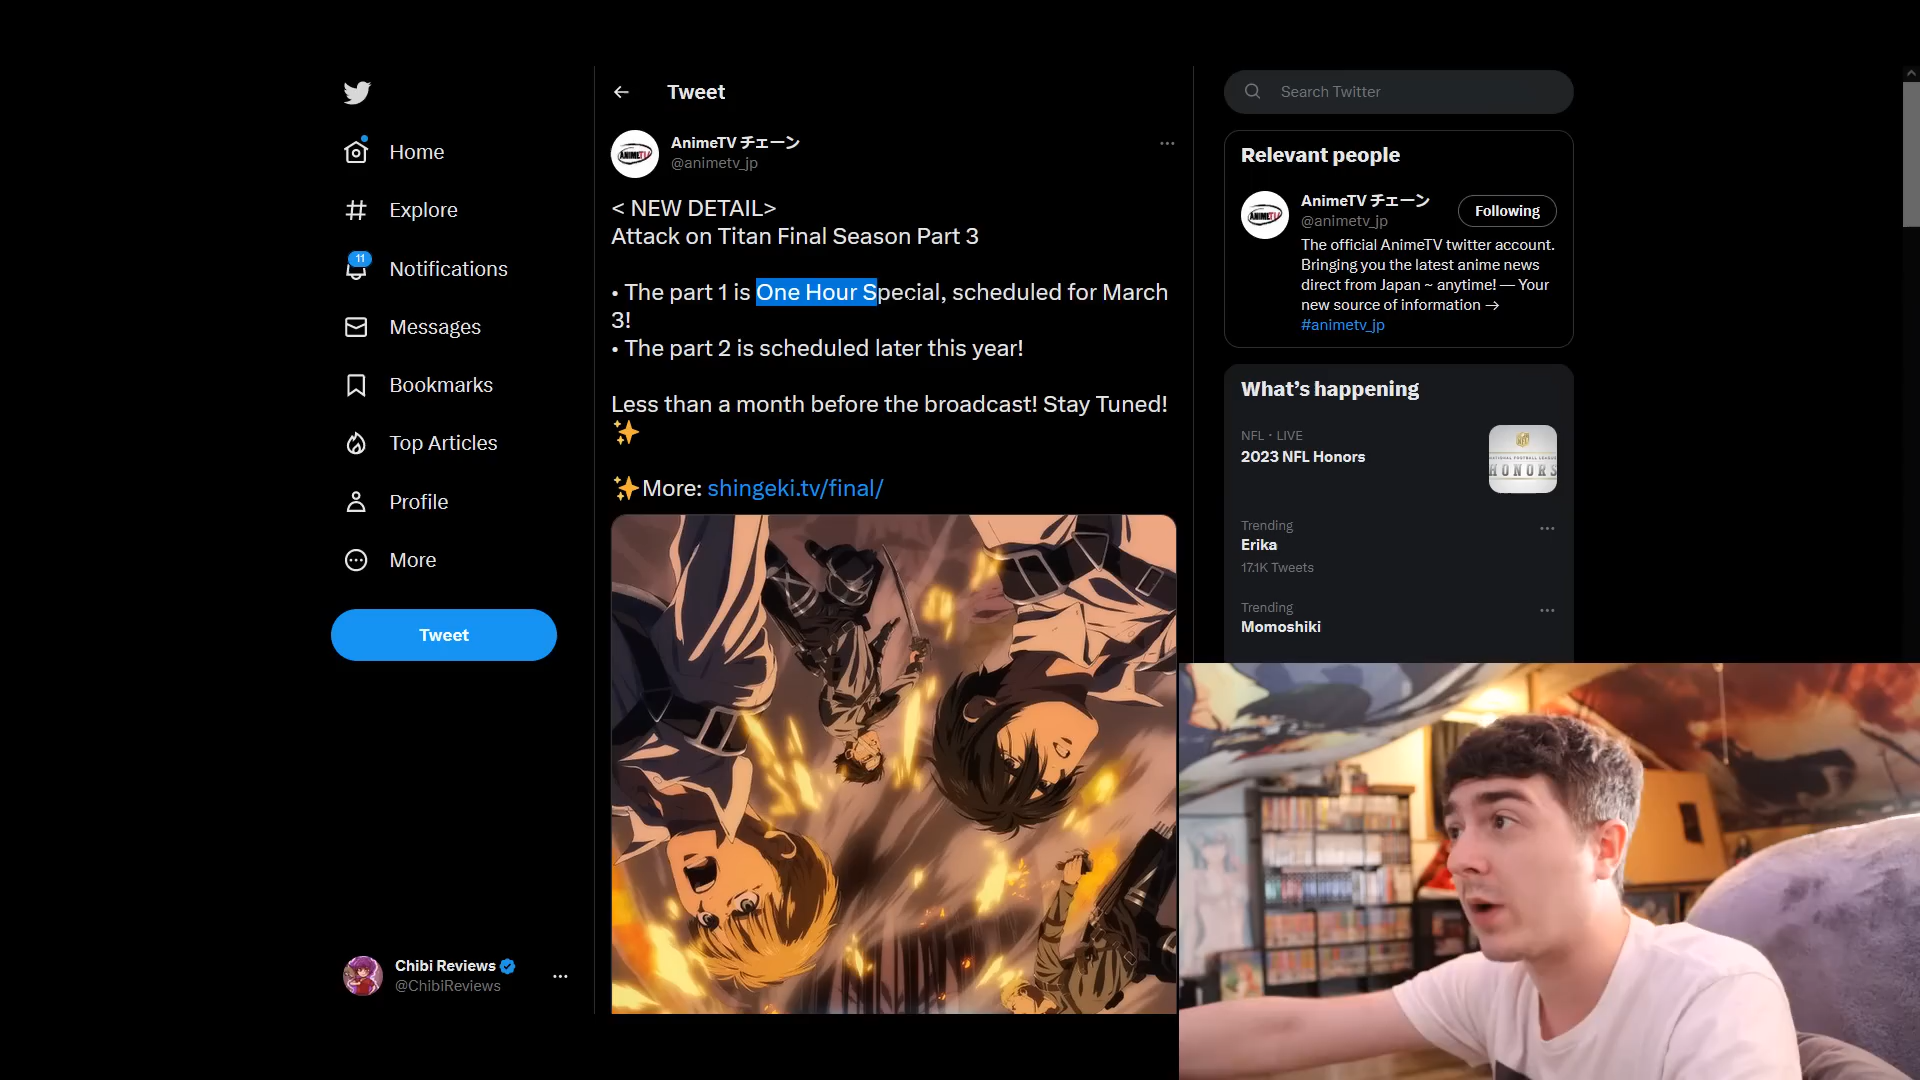 Home
Explore
11
Notifications
Messages
Bookmarks
Top Articles
Profile
More
Tweet
Chibi Reviews
@ChibiReviews
Tweet
ANIMETV
AnimeTV チェーン
@animetv_jp
< NEW DETAIL>
Attack on Titan Final Season Part 3
• The part 1 is One Hour Special, scheduled for March
3!
• The part 2 is scheduled later this year!
Less than a month before the broadcast! Stay Tuned!
✨
✨More: shingeki.tv/final/
Search Twitter
Relevant people
ANIMETV
AnimeTV チェーン
@animetv_jp
Following
The official AnimeTV twitter account.
Bringing you the latest anime news
direct from Japan ~ anytime! — Your
new source of information →
#animetv_jp
What's happening
NFL · LIVE
2023 NFL Honors
NATIONAL FOOTBALL LEAGUE
HONORS
Trending
Erika
17.1K Tweets
Trending
Momoshiki